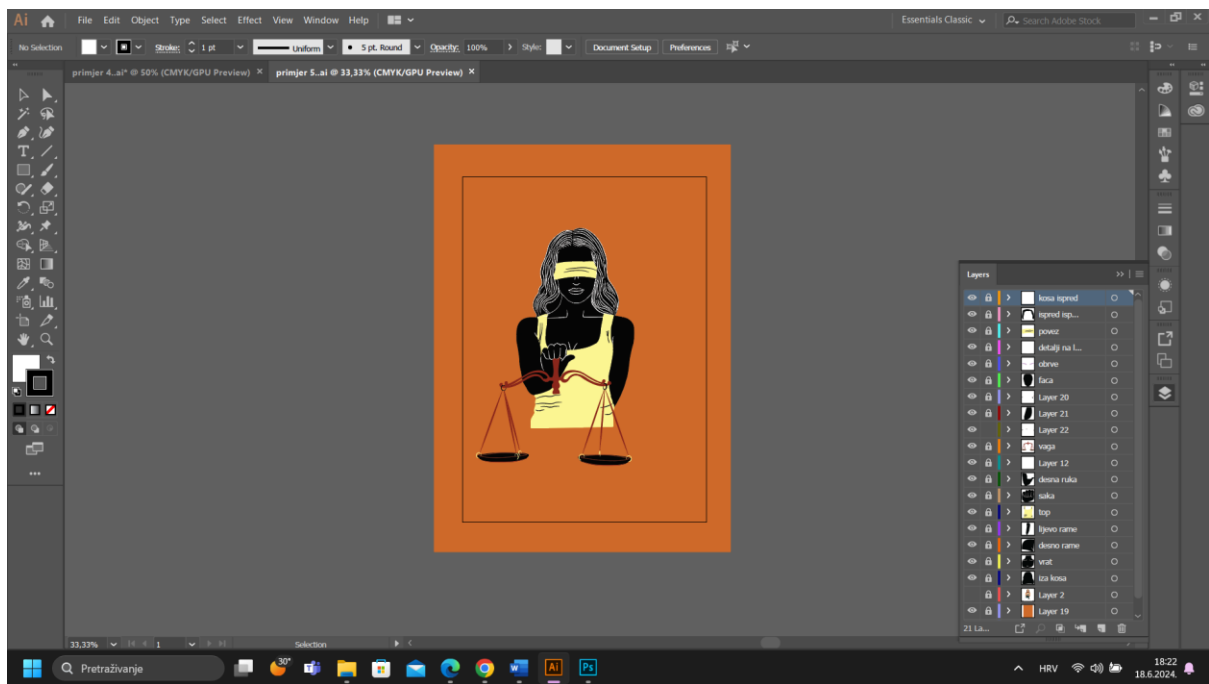 Ai File Edit Object Type Select Effect View Window Help Essentials Classic Search Adobe Stock
No Selection Stroke: 1 pt Uniform 5 pt. Round Opacity: 100% Style: Document Setup Preferences
primjer 4..ai* @ 50% (CMYK/GPU Preview) × primjer 5..ai @ 33,33% (CMYK/GPU Preview) ×
Layers
kosa ispred
ispred isp...
povez
detalji na l...
obrve
faca
Layer 20
Layer 21
Layer 22
vaga
Layer 12
desna ruka
saka
top
lijevo rame
desno rame
vrat
iza kosa
Layer 2
Layer 19
21 La...
33,33% 1 Selection
Pretraživanje 30° Ai Ps HRV 18:22
18.6.2024.